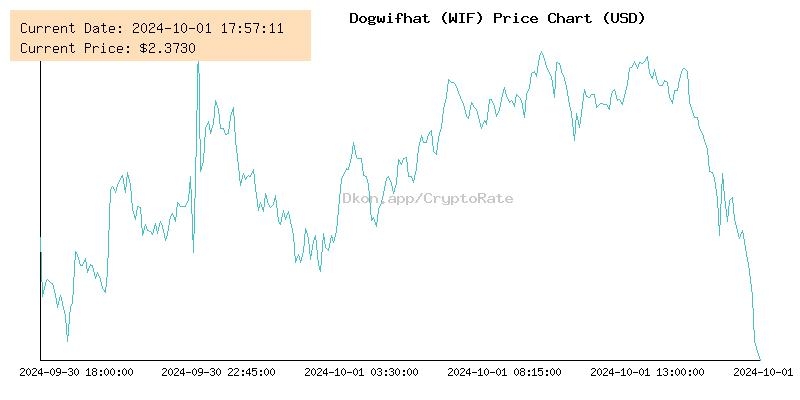 Dogwifhat (WIF) Price Chart (USD)
Current Date: 2024-10-01 17:57:11
Current Price: $2.3730
Dkon.app/CryptoRate
2024-09-30 18:00:00 2024-09-30 22:45:00 2024-10-01 03:30:00 2024-10-01 08:15:00 2024-10-01 13:00:00 2024-10-01